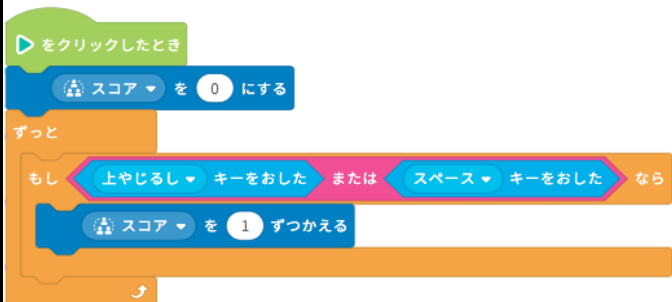 をクリックしたとき
スコア を 0 にする
ずっと
もし 上やじるし キーをおした または スペース キーをおした なら
スコア を 1 ずつかえる